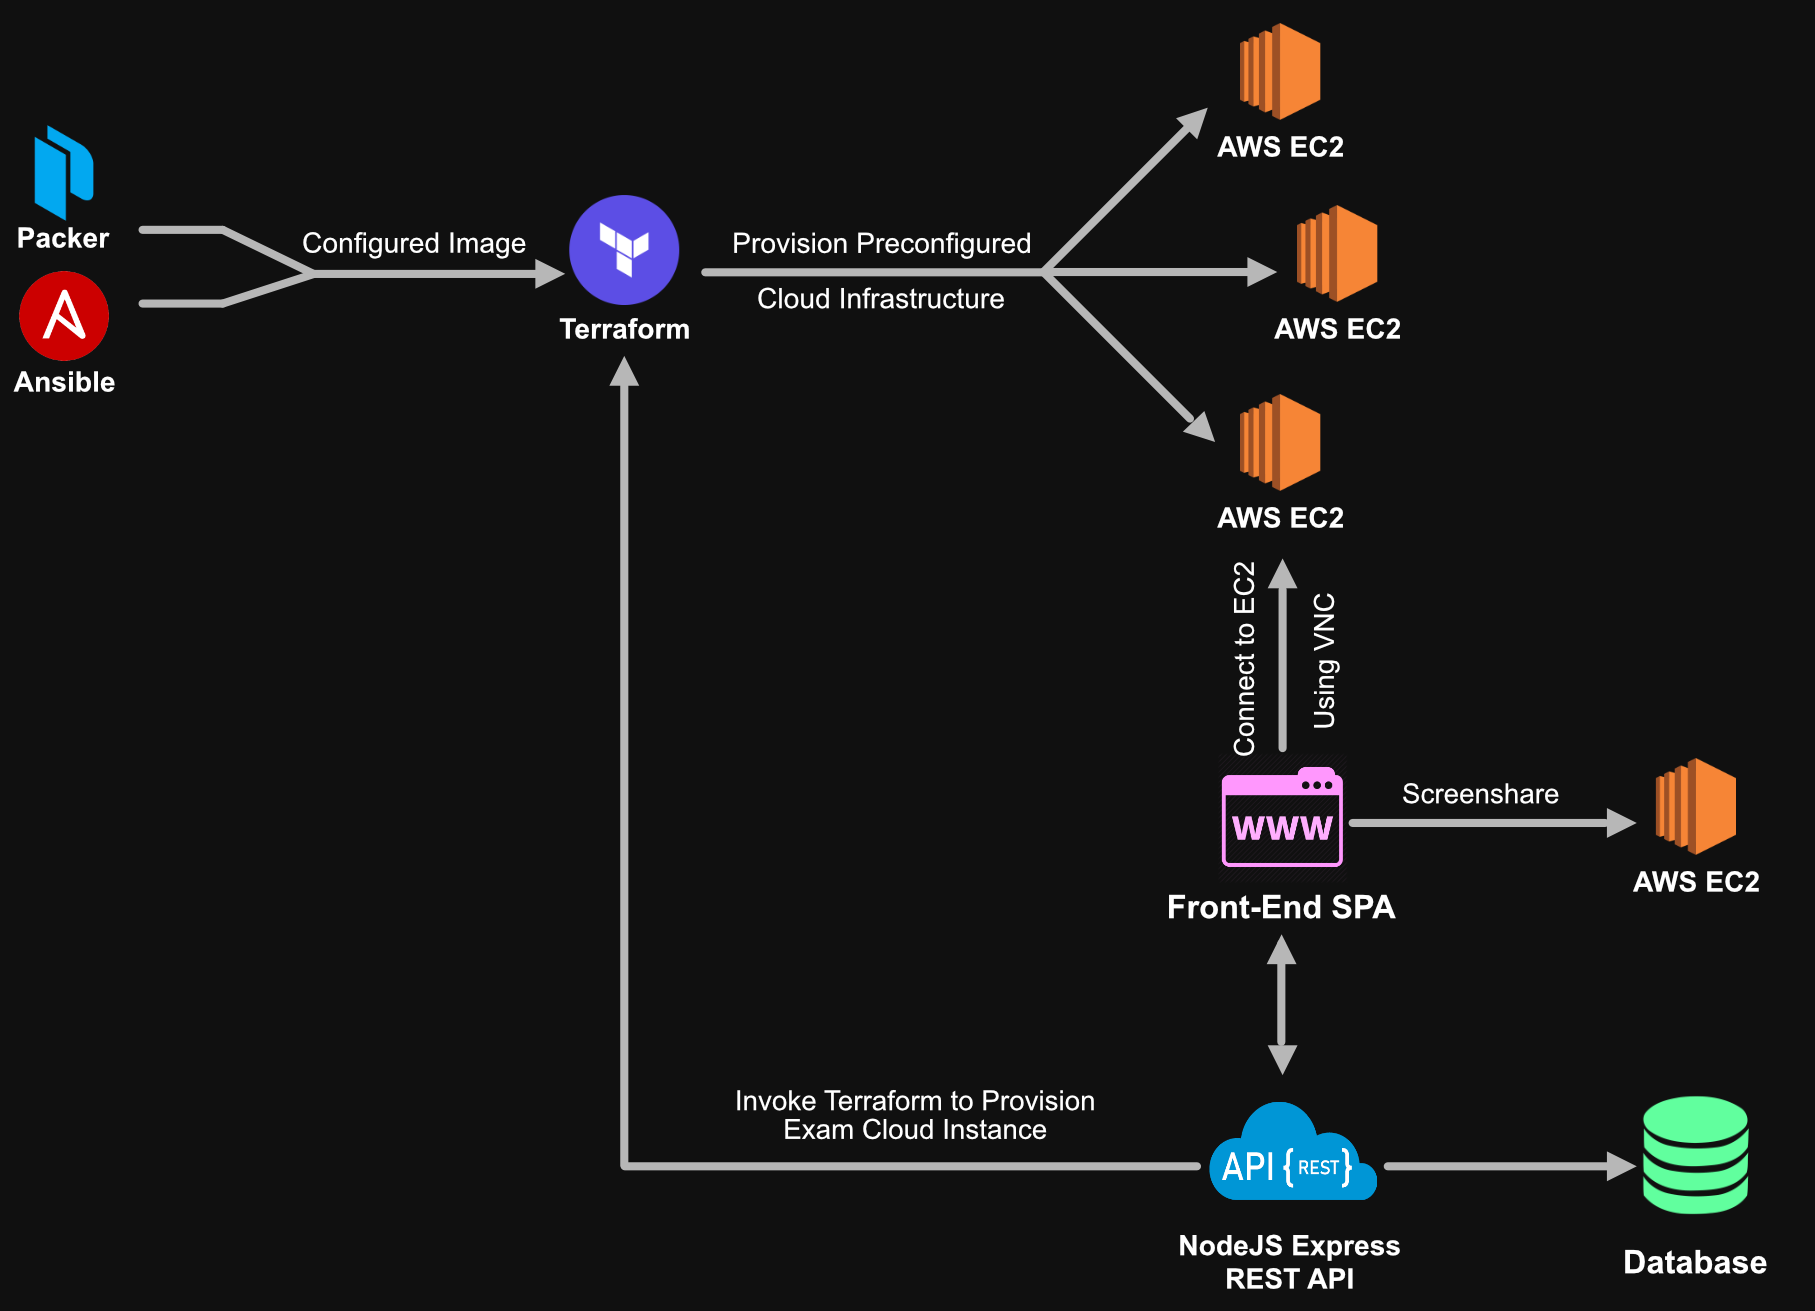 AWS EC2
Packer
Configured Image
Provision Preconfigured
Cloud Infrastructure
AWS EC2
Terraform
Ansible
AWS EC2
Connect to EC2
Using VNC
WWW
Screenshare
AWS EC2
Front-End SPA
Invoke Terraform to Provision
Exam Cloud Instance
API {REST}
NodeJS Express
REST API
Database